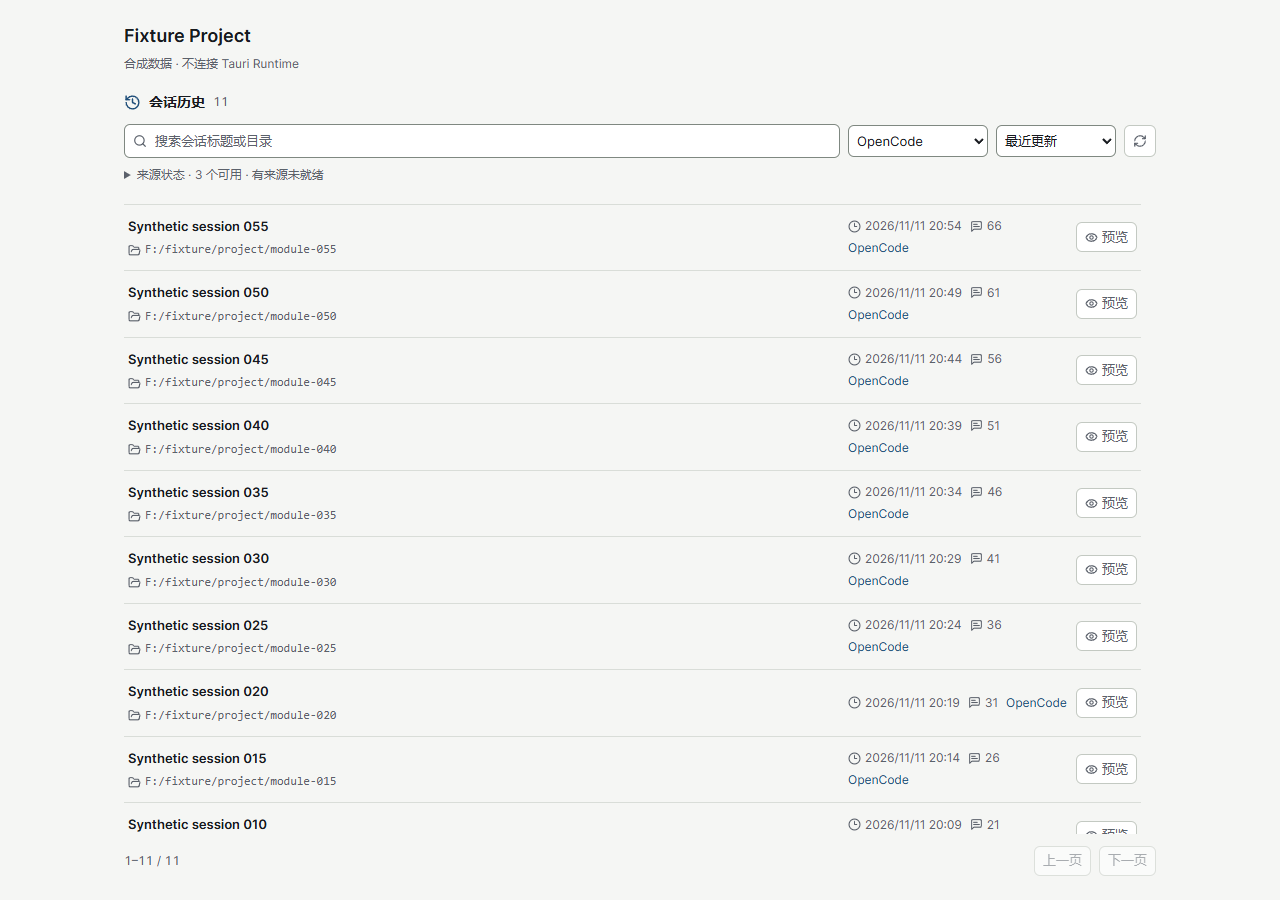 Fixture Project
合成数据 · 不连接 Tauri Runtime
会话历史 11
搜索会话标题或目录 OpenCode 最近更新
来源状态 · 3 个可用 · 有来源未就绪
Synthetic session 055
F:/fixture/project/module-055
2026/11/11 20:54 66
OpenCode
预览
Synthetic session 050
F:/fixture/project/module-050
2026/11/11 20:49 61
OpenCode
预览
Synthetic session 045
F:/fixture/project/module-045
2026/11/11 20:44 56
OpenCode
预览
Synthetic session 040
F:/fixture/project/module-040
2026/11/11 20:39 51
OpenCode
预览
Synthetic session 035
F:/fixture/project/module-035
2026/11/11 20:34 46
OpenCode
预览
Synthetic session 030
F:/fixture/project/module-030
2026/11/11 20:29 41
OpenCode
预览
Synthetic session 025
F:/fixture/project/module-025
2026/11/11 20:24 36
OpenCode
预览
Synthetic session 020
F:/fixture/project/module-020
2026/11/11 20:19 31 OpenCode
预览
Synthetic session 015
F:/fixture/project/module-015
2026/11/11 20:14 26
OpenCode
预览
Synthetic session 010
2026/11/11 20:09 21
预览
1–11 / 11
上一页 下一页